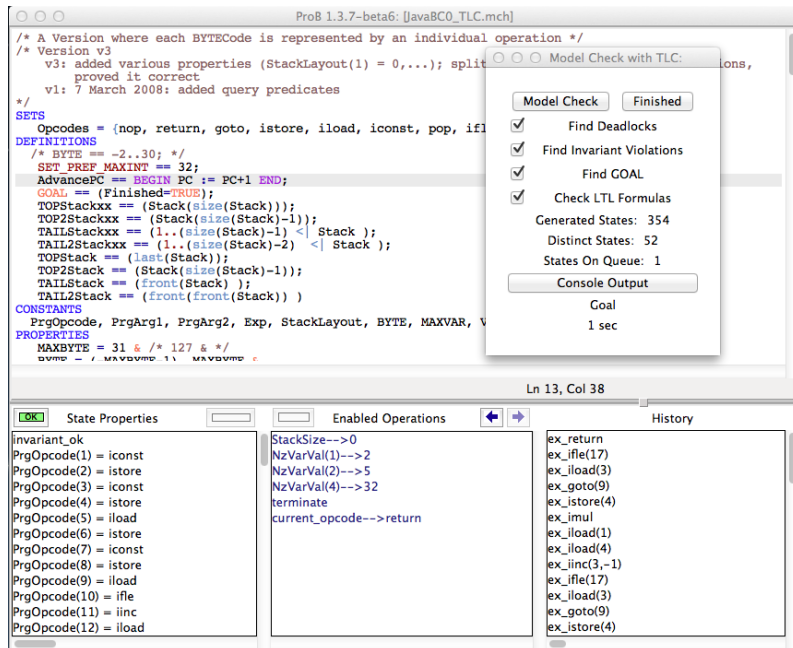 ProB 1.3.7-beta6: [JavaBC0_TLC.mch]
/* A Version where each BYTECode is represented by an individual operation */
/* Version v3
v3: added various properties (StackLayout(1) = 0,...); split
ions,
proved it correct
v1: 7 March 2008: added query predicates
*/
SETS
Opcodes = {nop, return, goto, istore, iload, iconst, pop, ifl
DEFINITIONS
/* BYTE == -2..30; */
SET_PREF_MAXINT == 32;
AdvancePC == BEGIN PC := PC+1 END;
GOAL == (Finished=TRUE);
TOPStackxx == (Stack(size(Stack)));
TOP2Stackxx == (Stack(size(Stack)-1));
TAILStackxx == (1..(size(Stack)-1) <| Stack );
TAIL2Stackxx == (1..(size(Stack)-2) <| Stack );
TOPStack == (last(Stack));
TOP2Stack == (Stack(size(Stack)-1));
TAILStack == (front(Stack) );
TAIL2Stack == (front(front(Stack)) )
CONSTANTS
PrgOpcode, PrgArg1, PrgArg2, Exp, StackLayout, BYTE, MAXVAR, V
PROPERTIES
MAXBYTE = 31 & /* 127 & */
BYTE = (-MAXBYTE-1)..MAXBYTE &
Model Check with TLC:
Model Check Finished
Find Deadlocks
Find Invariant Violations
Find GOAL
Check LTL Formulas
Generated States: 354
Distinct States: 52
States On Queue: 1
Console Output
Goal
1 sec
Ln 13, Col 38
OK State Properties
invariant_ok
PrgOpcode(1) = iconst
PrgOpcode(2) = istore
PrgOpcode(3) = iconst
PrgOpcode(4) = istore
PrgOpcode(5) = iload
PrgOpcode(6) = istore
PrgOpcode(7) = iconst
PrgOpcode(8) = istore
PrgOpcode(9) = iload
PrgOpcode(10) = ifle
PrgOpcode(11) = iinc
PrgOpcode(12) = iload
Enabled Operations
StackSize-->0
NzVarVal(1)-->2
NzVarVal(2)-->5
NzVarVal(4)-->32
terminate
current_opcode-->return
History
ex_return
ex_ifle(17)
ex_iload(3)
ex_goto(9)
ex_istore(4)
ex_imul
ex_iload(1)
ex_iload(4)
ex_iinc(3,-1)
ex_ifle(17)
ex_iload(3)
ex_goto(9)
ex_istore(4)